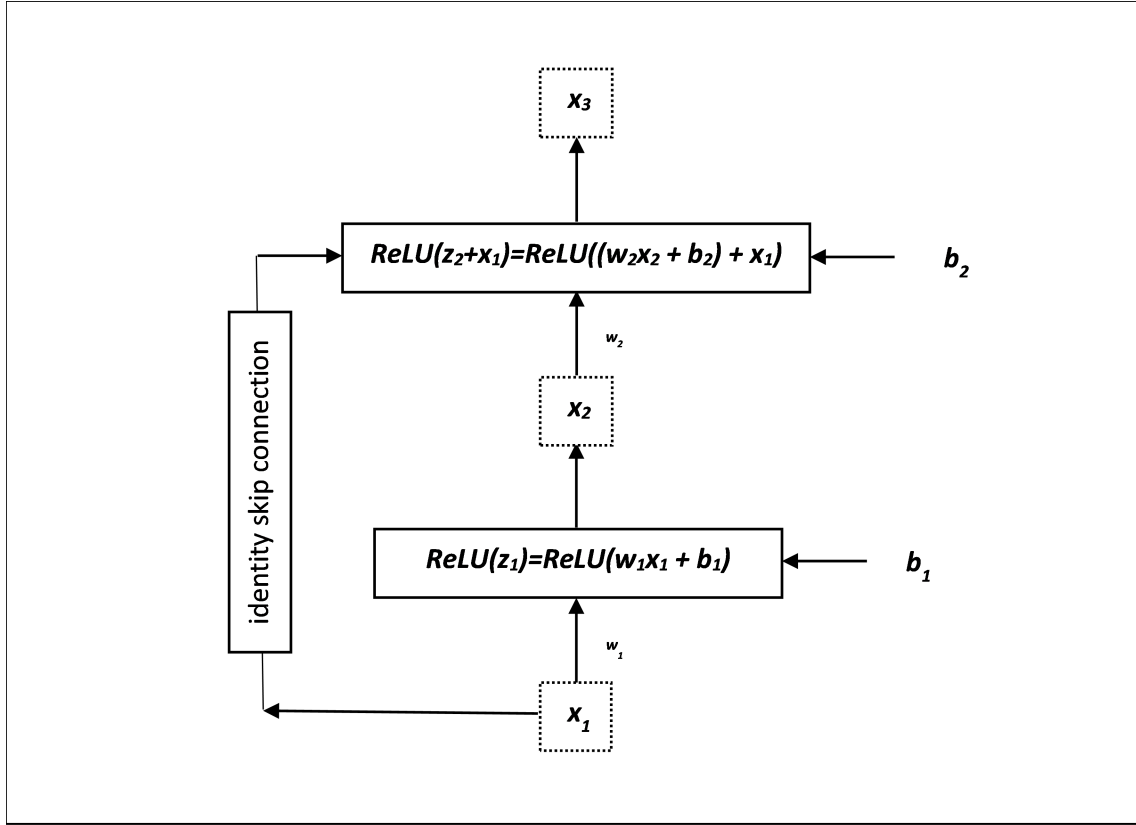 x₃
ReLU(z₂+x₁)=ReLU((w₂x₂ + b₂) + x₁)
b₂
w₂
x₂
identity skip connection
ReLU(z₁)=ReLU(w₁x₁ + b₁)
b₁
w₁
x₁